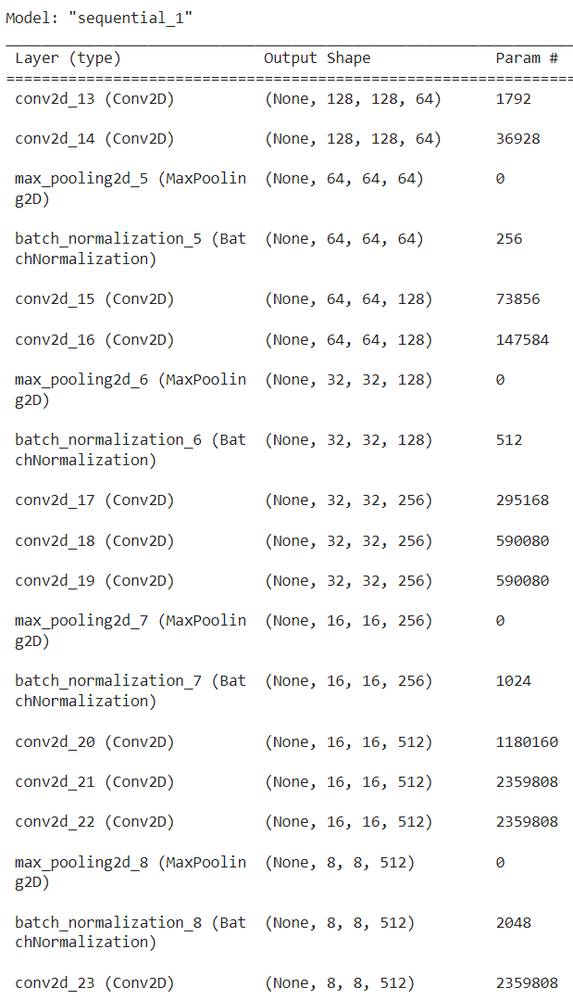 Model: "sequential_1"
Layer (type) Output Shape Param #
conv2d_13 (Conv2D) (None, 128, 128, 64) 1792
conv2d_14 (Conv2D) (None, 128, 128, 64) 36928
max_pooling2d_5 (MaxPoolin (None, 64, 64, 64) 0
g2D)
batch_normalization_5 (Bat (None, 64, 64, 64) 256
chNormalization)
conv2d_15 (Conv2D) (None, 64, 64, 128) 73856
conv2d_16 (Conv2D) (None, 64, 64, 128) 147584
max_pooling2d_6 (MaxPoolin (None, 32, 32, 128) 0
g2D)
batch_normalization_6 (Bat (None, 32, 32, 128) 512
chNormalization)
conv2d_17 (Conv2D) (None, 32, 32, 256) 295168
conv2d_18 (Conv2D) (None, 32, 32, 256) 590080
conv2d_19 (Conv2D) (None, 32, 32, 256) 590080
max_pooling2d_7 (MaxPoolin (None, 16, 16, 256) 0
g2D)
batch_normalization_7 (Bat (None, 16, 16, 256) 1024
chNormalization)
conv2d_20 (Conv2D) (None, 16, 16, 512) 1180160
conv2d_21 (Conv2D) (None, 16, 16, 512) 2359808
conv2d_22 (Conv2D) (None, 16, 16, 512) 2359808
max_pooling2d_8 (MaxPoolin (None, 8, 8, 512) 0
g2D)
batch_normalization_8 (Bat (None, 8, 8, 512) 2048
chNormalization)
conv2d_23 (Conv2D) (None, 8, 8, 512) 2359808